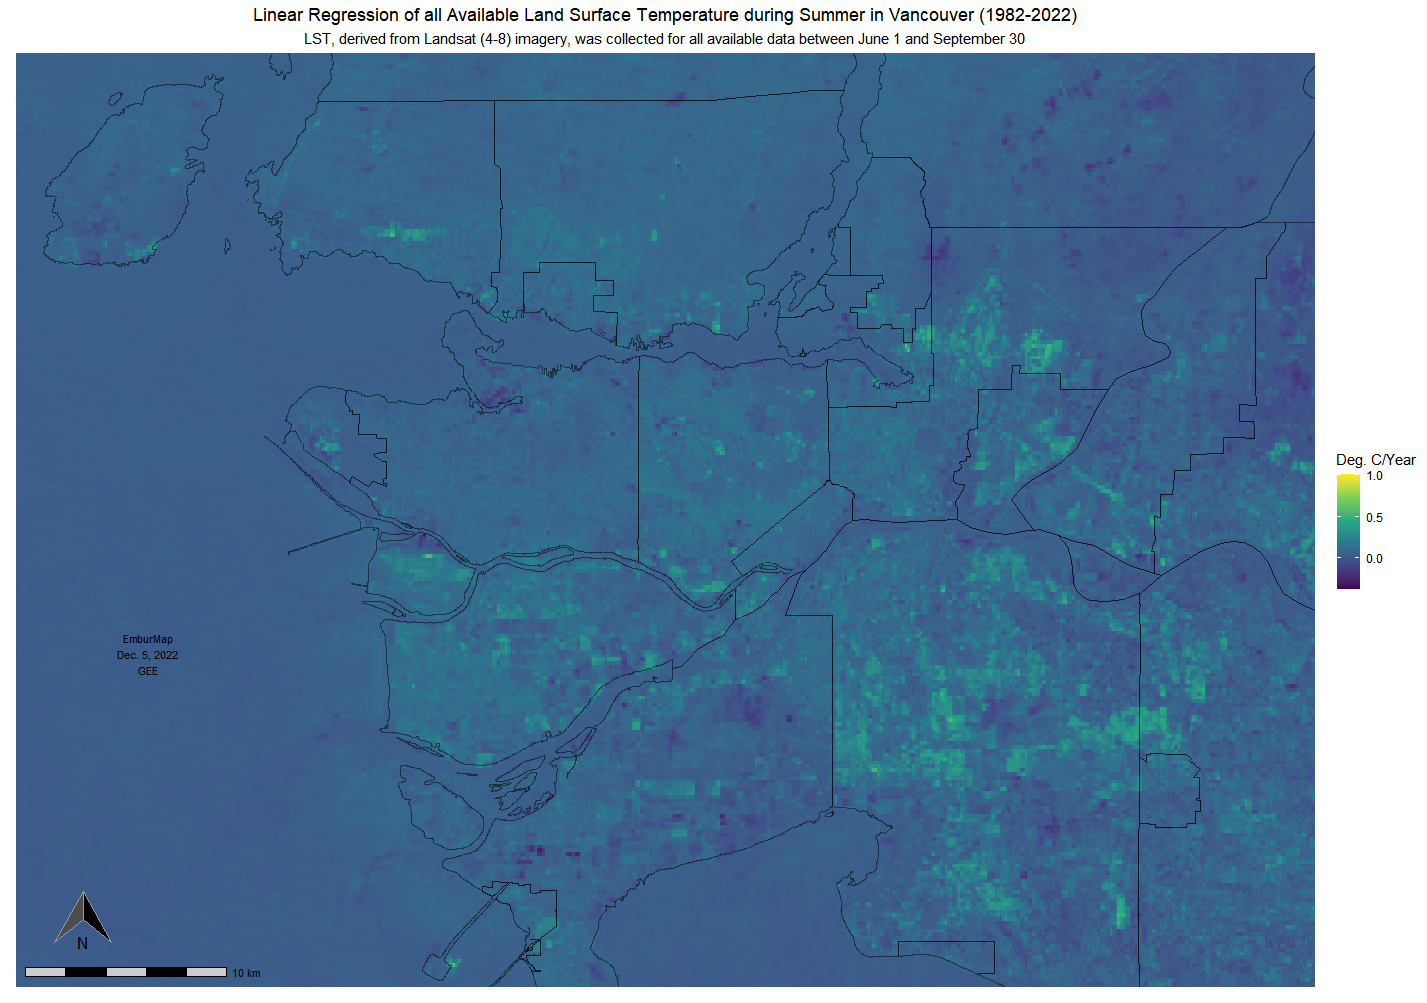 Linear Regression of all Available Land Surface Temperature during Summer in Vancouver (1982-2022)
LST, derived from Landsat (4-8) imagery, was collected for all available data between June 1 and September 30
Deg. C/Year
1.0
0.5
0.0
EmburMap
Dec. 5, 2022
GEE
N
10 km